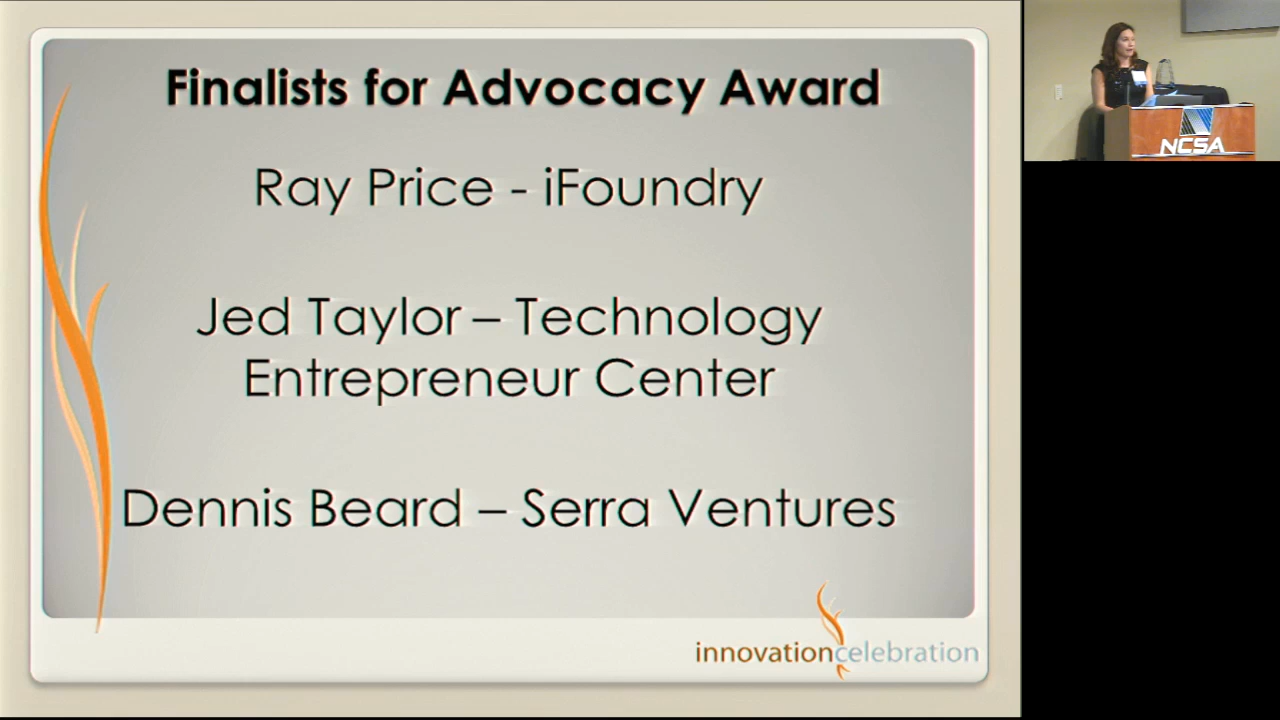 Finalists for Advocacy Award
Ray Price - iFoundry
Jed Taylor – Technology
Entrepreneur Center
Dennis Beard – Serra Ventures
innovationcelebration
NCSA